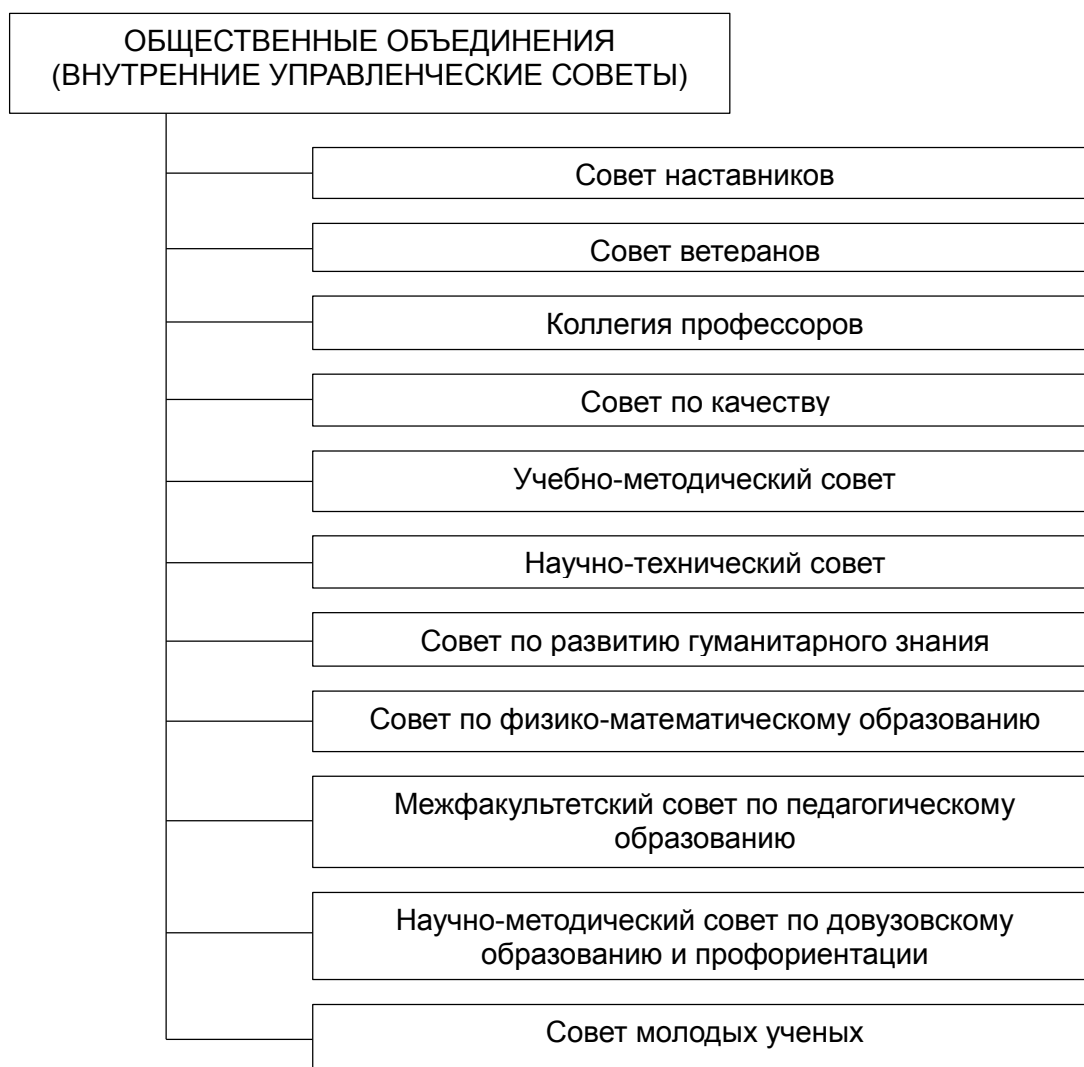 ОБЩЕСТВЕННЫЕ ОБЪЕДИНЕНИЯ
(ВНУТРЕННИЕ УПРАВЛЕНЧЕСКИЕ СОВЕТЫ)
Совет наставников
Совет ветеранов
Коллегия профессоров
Совет по качеству
Учебно-методический совет
Научно-технический совет
Совет по развитию гуманитарного знания
Совет по физико-математическому образованию
Межфакультетский совет по педагогическому
образованию
Научно-методический совет по довузовскому
образованию и профориентации
Совет молодых ученых